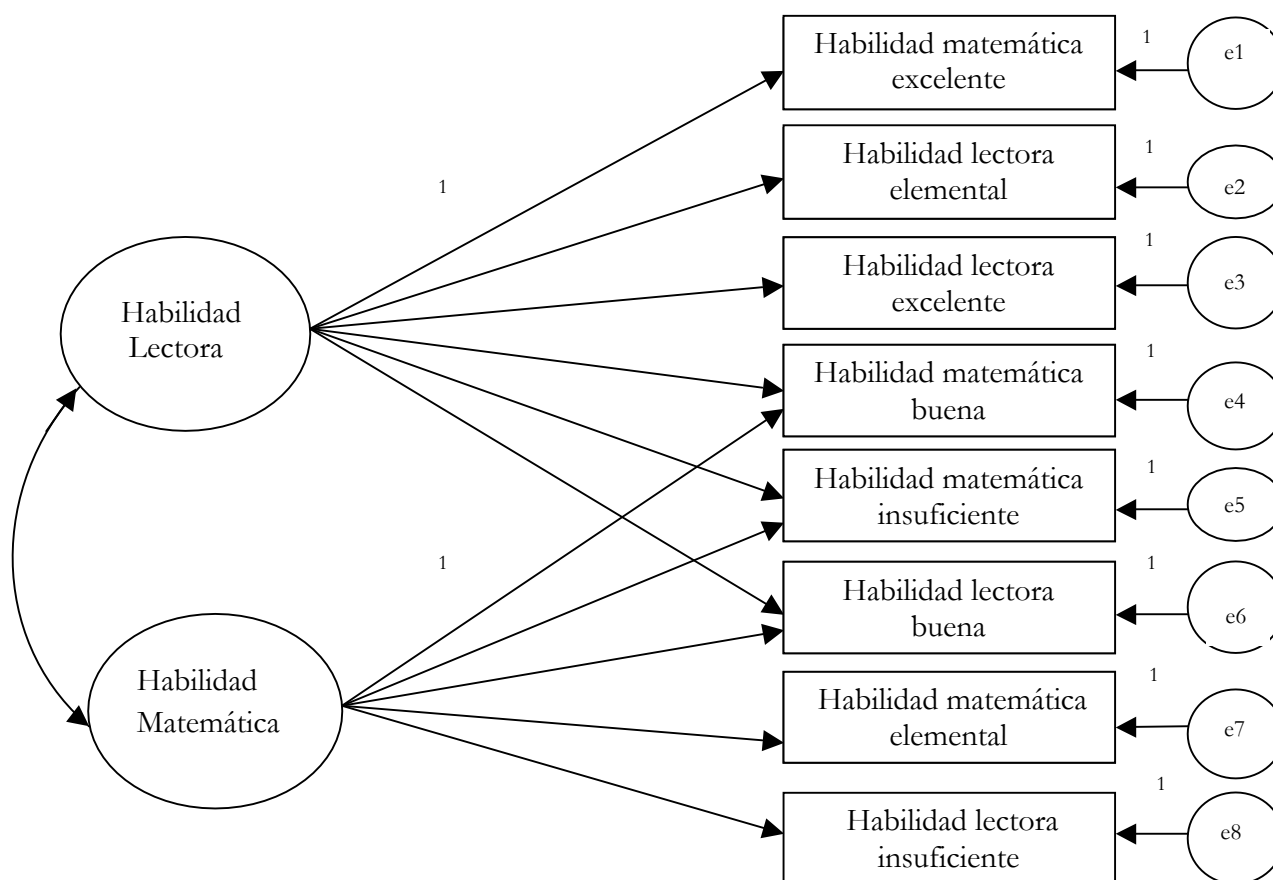 Habilidad matemática
excelente
1
e1
Habilidad lectora
elemental
1
e2
1
Habilidad lectora
excelente
1
e3
Habilidad
Lectora
Habilidad matemática
buena
1
e4
Habilidad matemática
insuficiente
1
e5
1
Habilidad lectora
buena
1
e6
Habilidad
Matemática
Habilidad matemática
elemental
1
e7
Habilidad lectora
insuficiente
1
e8